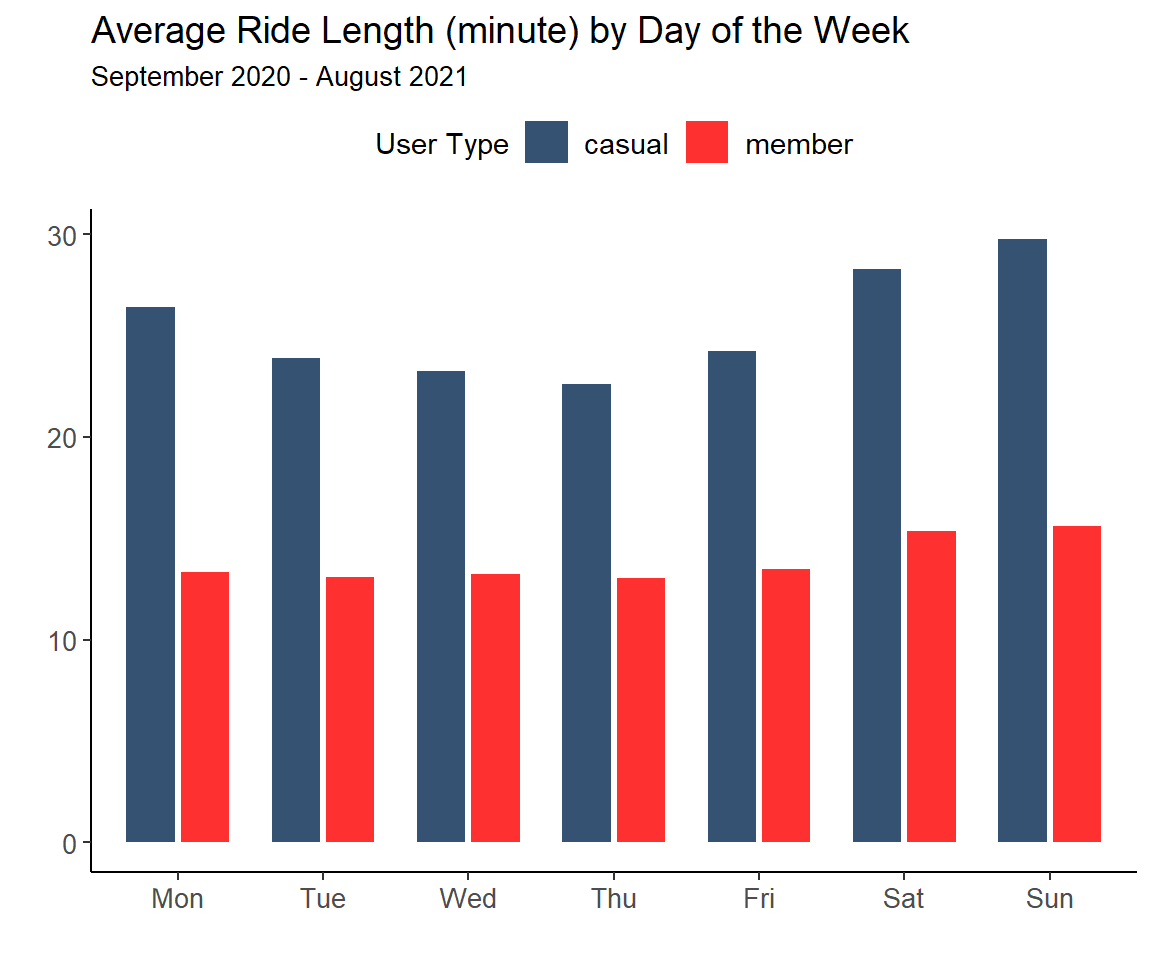 Average Ride Length (minute) by Day of the Week
September 2020 - August 2021
User Type casual member
30
20
10
0
Mon Tue Wed Thu Fri Sat Sun